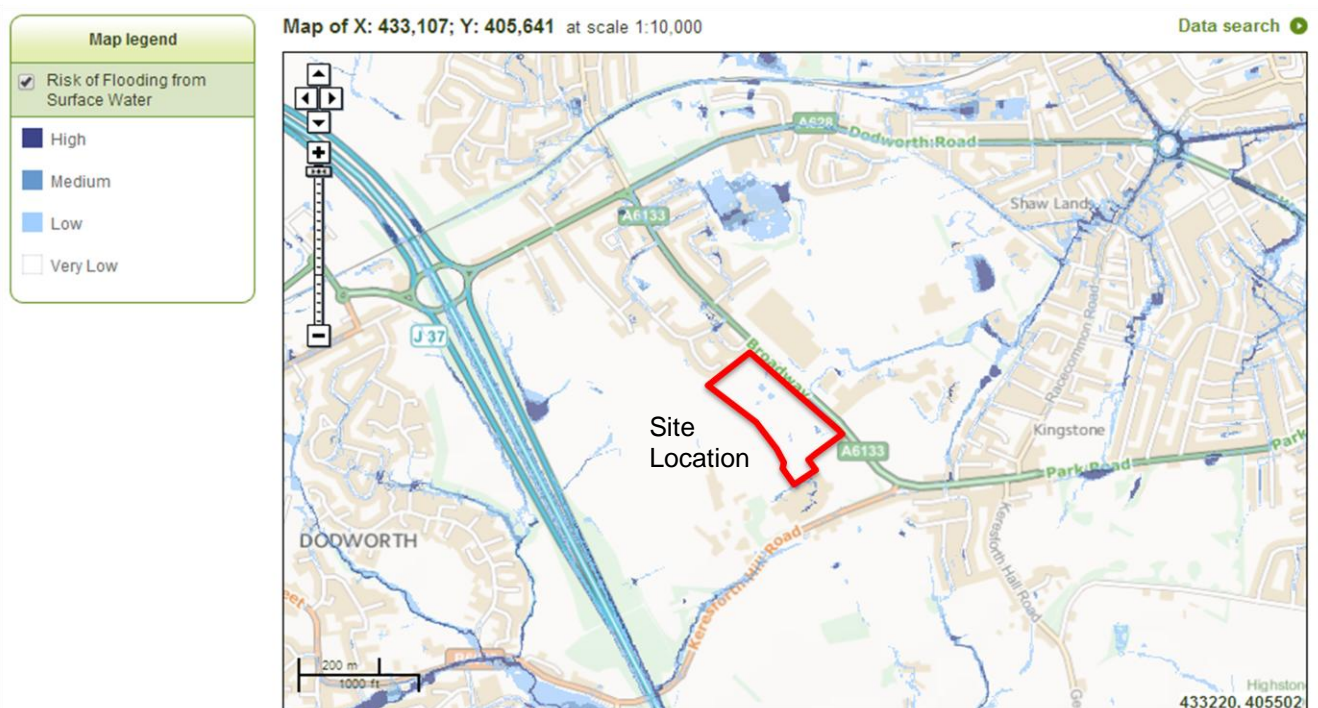 Map legend
Risk of Flooding from
Surface Water
High
Medium
Low
Very Low
Map of X: 433,107; Y: 405,641 at scale 1:10,000
Data search
A628
Dodworth Road
A6133
Shaw Lands
J 37
Broadway
Racecommon Road
Site
Location
Kingstone
A6133
Park Road
Park
DODWORTH
Keresforth Hill Road
Keresforth Hall Road
200 m
1000 ft
Highston
433220, 405502